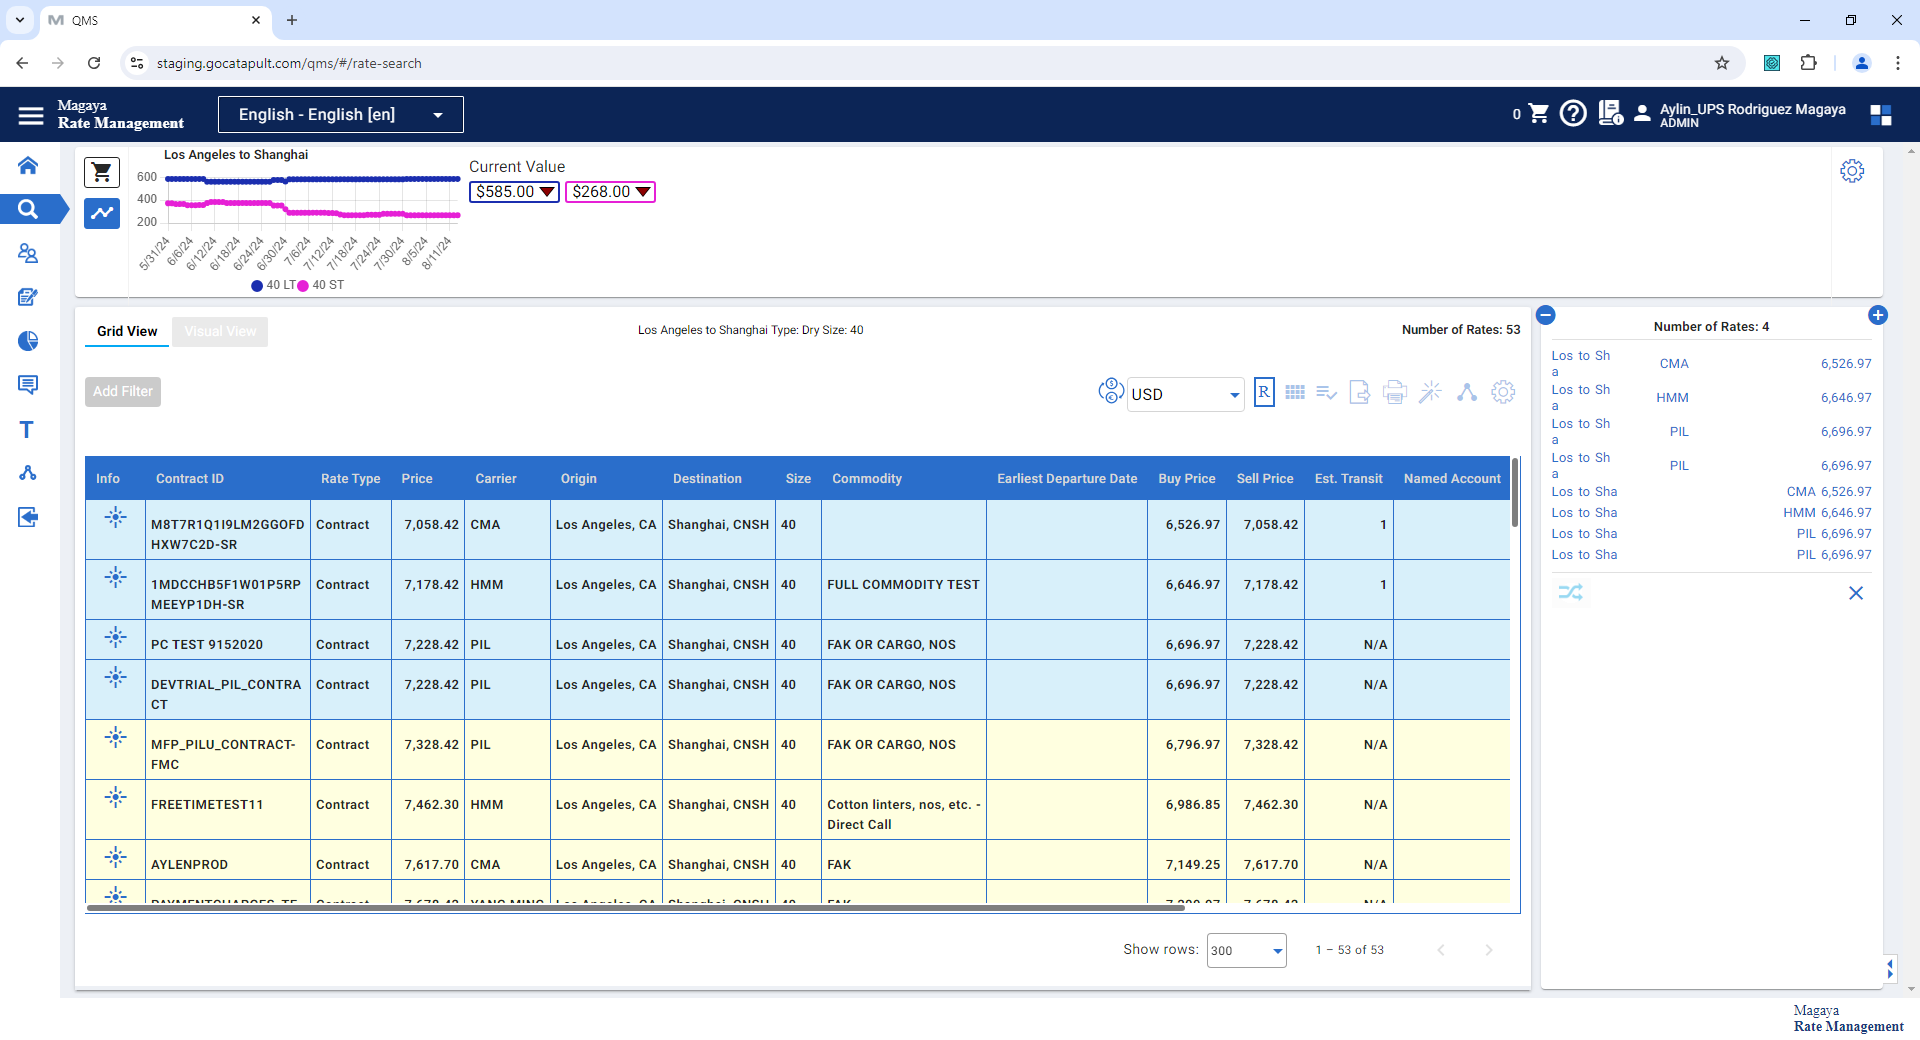 QMS
staging.gocatapult.com/qms/#/rate-search
Magaya
Rate Management
English - English [en]
0
Aylin_UPS Rodriguez Magaya
ADMIN
Los Angeles to Shanghai
600
400
200
5/31/24 6/6/24 6/12/24 6/18/24 6/24/24 6/30/24 7/6/24 7/12/24 7/18/24 7/24/24 7/30/24 8/5/24 8/11/24
40 LT 40 ST
Current Value
$585.00 $268.00
Grid View Visual View
Los Angeles to Shanghai Type: Dry Size: 40
Number of Rates: 53
Add Filter
USD
R
Info Contract ID Rate Type Price Carrier Origin Destination Size Commodity Earliest Departure Date Buy Price Sell Price Est. Transit Named Account
M8T7R1Q1I9LM2GGOFD Contract 7,058.42 CMA Los Angeles, CA Shanghai, CNSH 40 6,526.97 7,058.42 1
HXW7C2D-SR
1MDCCHB5F1W01P5RP Contract 7,178.42 HMM Los Angeles, CA Shanghai, CNSH 40 FULL COMMODITY TEST 6,646.97 7,178.42 1
MEEYP1DH-SR
PC TEST 9152020 Contract 7,228.42 PIL Los Angeles, CA Shanghai, CNSH 40 FAK OR CARGO, NOS 6,696.97 7,228.42 N/A
DEVTRIAL_PIL_CONTRA Contract 7,228.42 PIL Los Angeles, CA Shanghai, CNSH 40 FAK OR CARGO, NOS 6,696.97 7,228.42 N/A
CT
MFP_PILU_CONTRACT- Contract 7,328.42 PIL Los Angeles, CA Shanghai, CNSH 40 FAK OR CARGO, NOS 6,796.97 7,328.42 N/A
FMC
FREETIMETEST11 Contract 7,462.30 HMM Los Angeles, CA Shanghai, CNSH 40 Cotton linters, nos, etc. - 6,986.85 7,462.30 N/A
Direct Call
AYLENPROD Contract 7,617.70 CMA Los Angeles, CA Shanghai, CNSH 40 FAK 7,149.25 7,617.70 N/A
Show rows: 300 1 – 53 of 53
Number of Rates: 4
Los to Sh CMA 6,526.97
a
Los to Sh HMM 6,646.97
a
Los to Sh PIL 6,696.97
a
Los to Sh PIL 6,696.97
a
Los to Sha CMA 6,526.97
Los to Sha HMM 6,646.97
Los to Sha PIL 6,696.97
Los to Sha PIL 6,696.97
Magaya
Rate Management